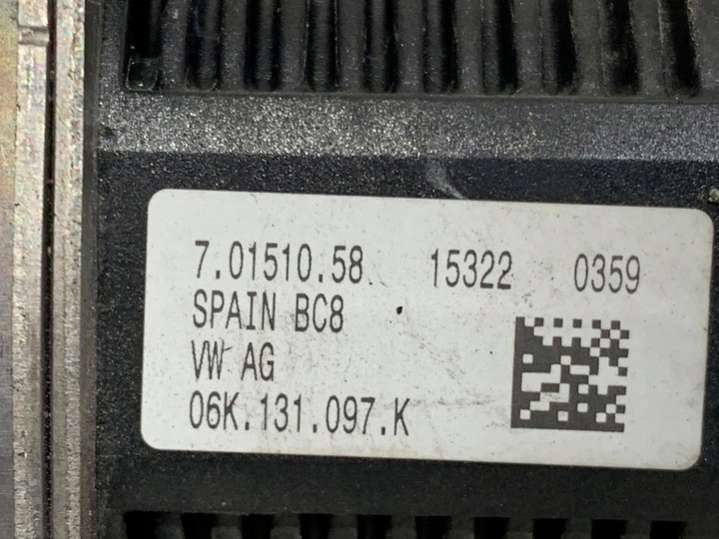 7.01510.58 15322 0359
SPAIN BC8
VW AG
06K.131.097.K